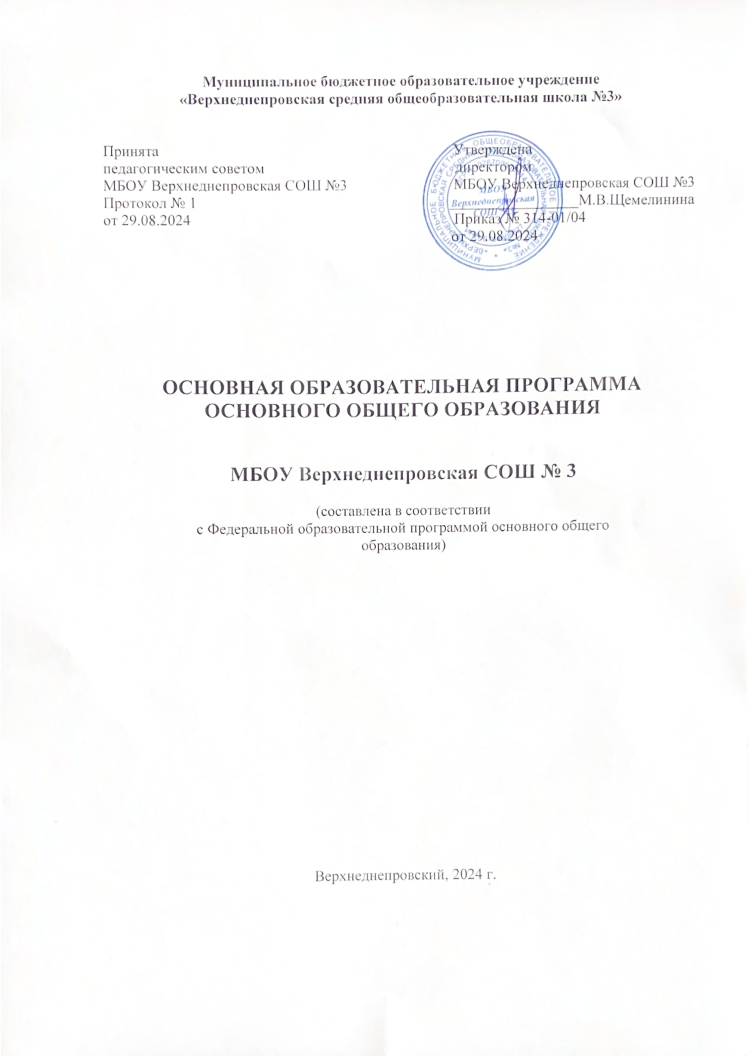 Муниципальное бюджетное образовательное учреждение
«Верхнеднепровская средняя общеобразовательная школа №3»
Принята
педагогическим советом
МБОУ Верхнеднепровская СОШ №3
Протокол № 1
от 29.08.2024
Утверждена
директором
МБОУ Верхнеднепровская СОШ №3
М.В.Щемелинина
Приказ № 314-01/04
от 29.08.2024
МБОУ
Верхнеднепровская
СОШ
ОСНОВНАЯ ОБРАЗОВАТЕЛЬНАЯ ПРОГРАММА
ОСНОВНОГО ОБЩЕГО ОБРАЗОВАНИЯ
МБОУ Верхнеднепровская СОШ № 3
(составлена в соответствии
с Федеральной образовательной программой основного общего
образования)
Верхнеднепровский, 2024 г.